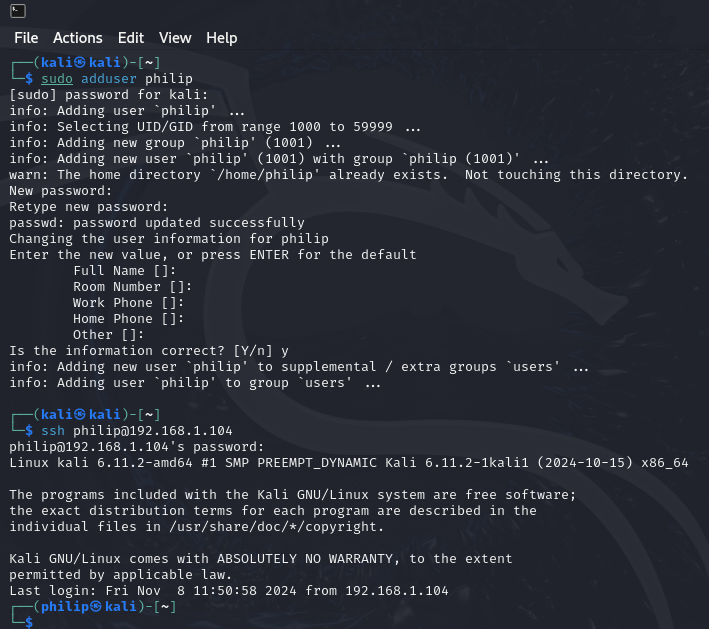 File Actions Edit View Help
┌──(kali㉿kali)-[~]
└─$ sudo adduser philip
[sudo] password for kali:
info: Adding user `philip' ...
info: Selecting UID/GID from range 1000 to 59999 ...
info: Adding new group `philip' (1001) ...
info: Adding new user `philip' (1001) with group `philip (1001)' ...
warn: The home directory `/home/philip' already exists.  Not touching this directory.
New password:
Retype new password:
passwd: password updated successfully
Changing the user information for philip
Enter the new value, or press ENTER for the default
        Full Name []:
        Room Number []:
        Work Phone []:
        Home Phone []:
        Other []:
Is the information correct? [Y/n] y
info: Adding new user `philip' to supplemental / extra groups `users' ...
info: Adding user `philip' to group `users' ...
┌──(kali㉿kali)-[~]
└─$ ssh philip@192.168.1.104
philip@192.168.1.104's password:
Linux kali 6.11.2-amd64 #1 SMP PREEMPT_DYNAMIC Kali 6.11.2-1kali1 (2024-10-15) x86_64
The programs included with the Kali GNU/Linux system are free software;
the exact distribution terms for each program are described in the
individual files in /usr/share/doc/*/copyright.
Kali GNU/Linux comes with ABSOLUTELY NO WARRANTY, to the extent
permitted by applicable law.
Last login: Fri Nov  8 11:50:58 2024 from 192.168.1.104
┌──(philip㉿kali)-[~]
└─$